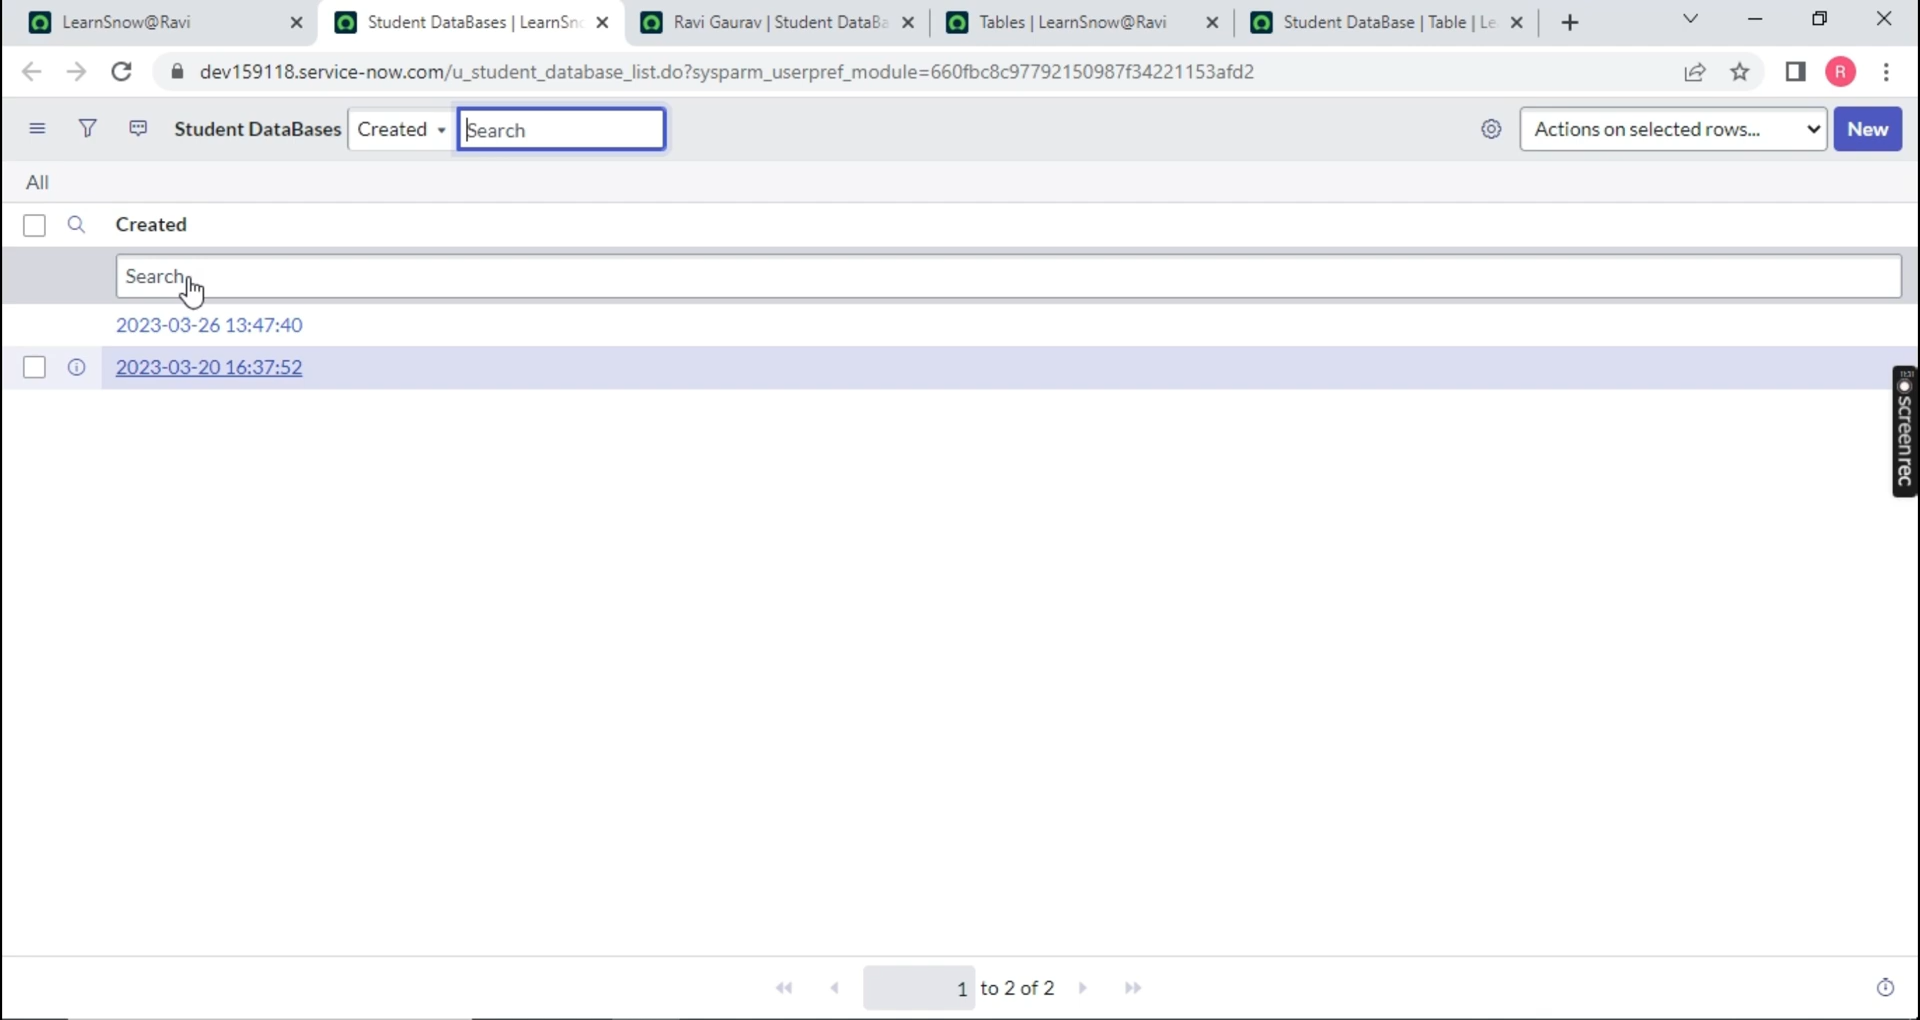 LearnSnow@Ravi
Student DataBases | LearnSn
Ravi Gaurav | Student DataBa
Tables | LearnSnow@Ravi
Student DataBase | Table | Le
dev159118.service-now.com/u_student_database_list.do?sysparm_userpref_module=660fbc8c97792150987f34221153afd2
R
Student DataBases
Created
Search
Actions on selected rows...
New
All
Created
Search
2023-03-26 13:47:40
2023-03-20 16:37:52
screenrec
1 to 2 of 2